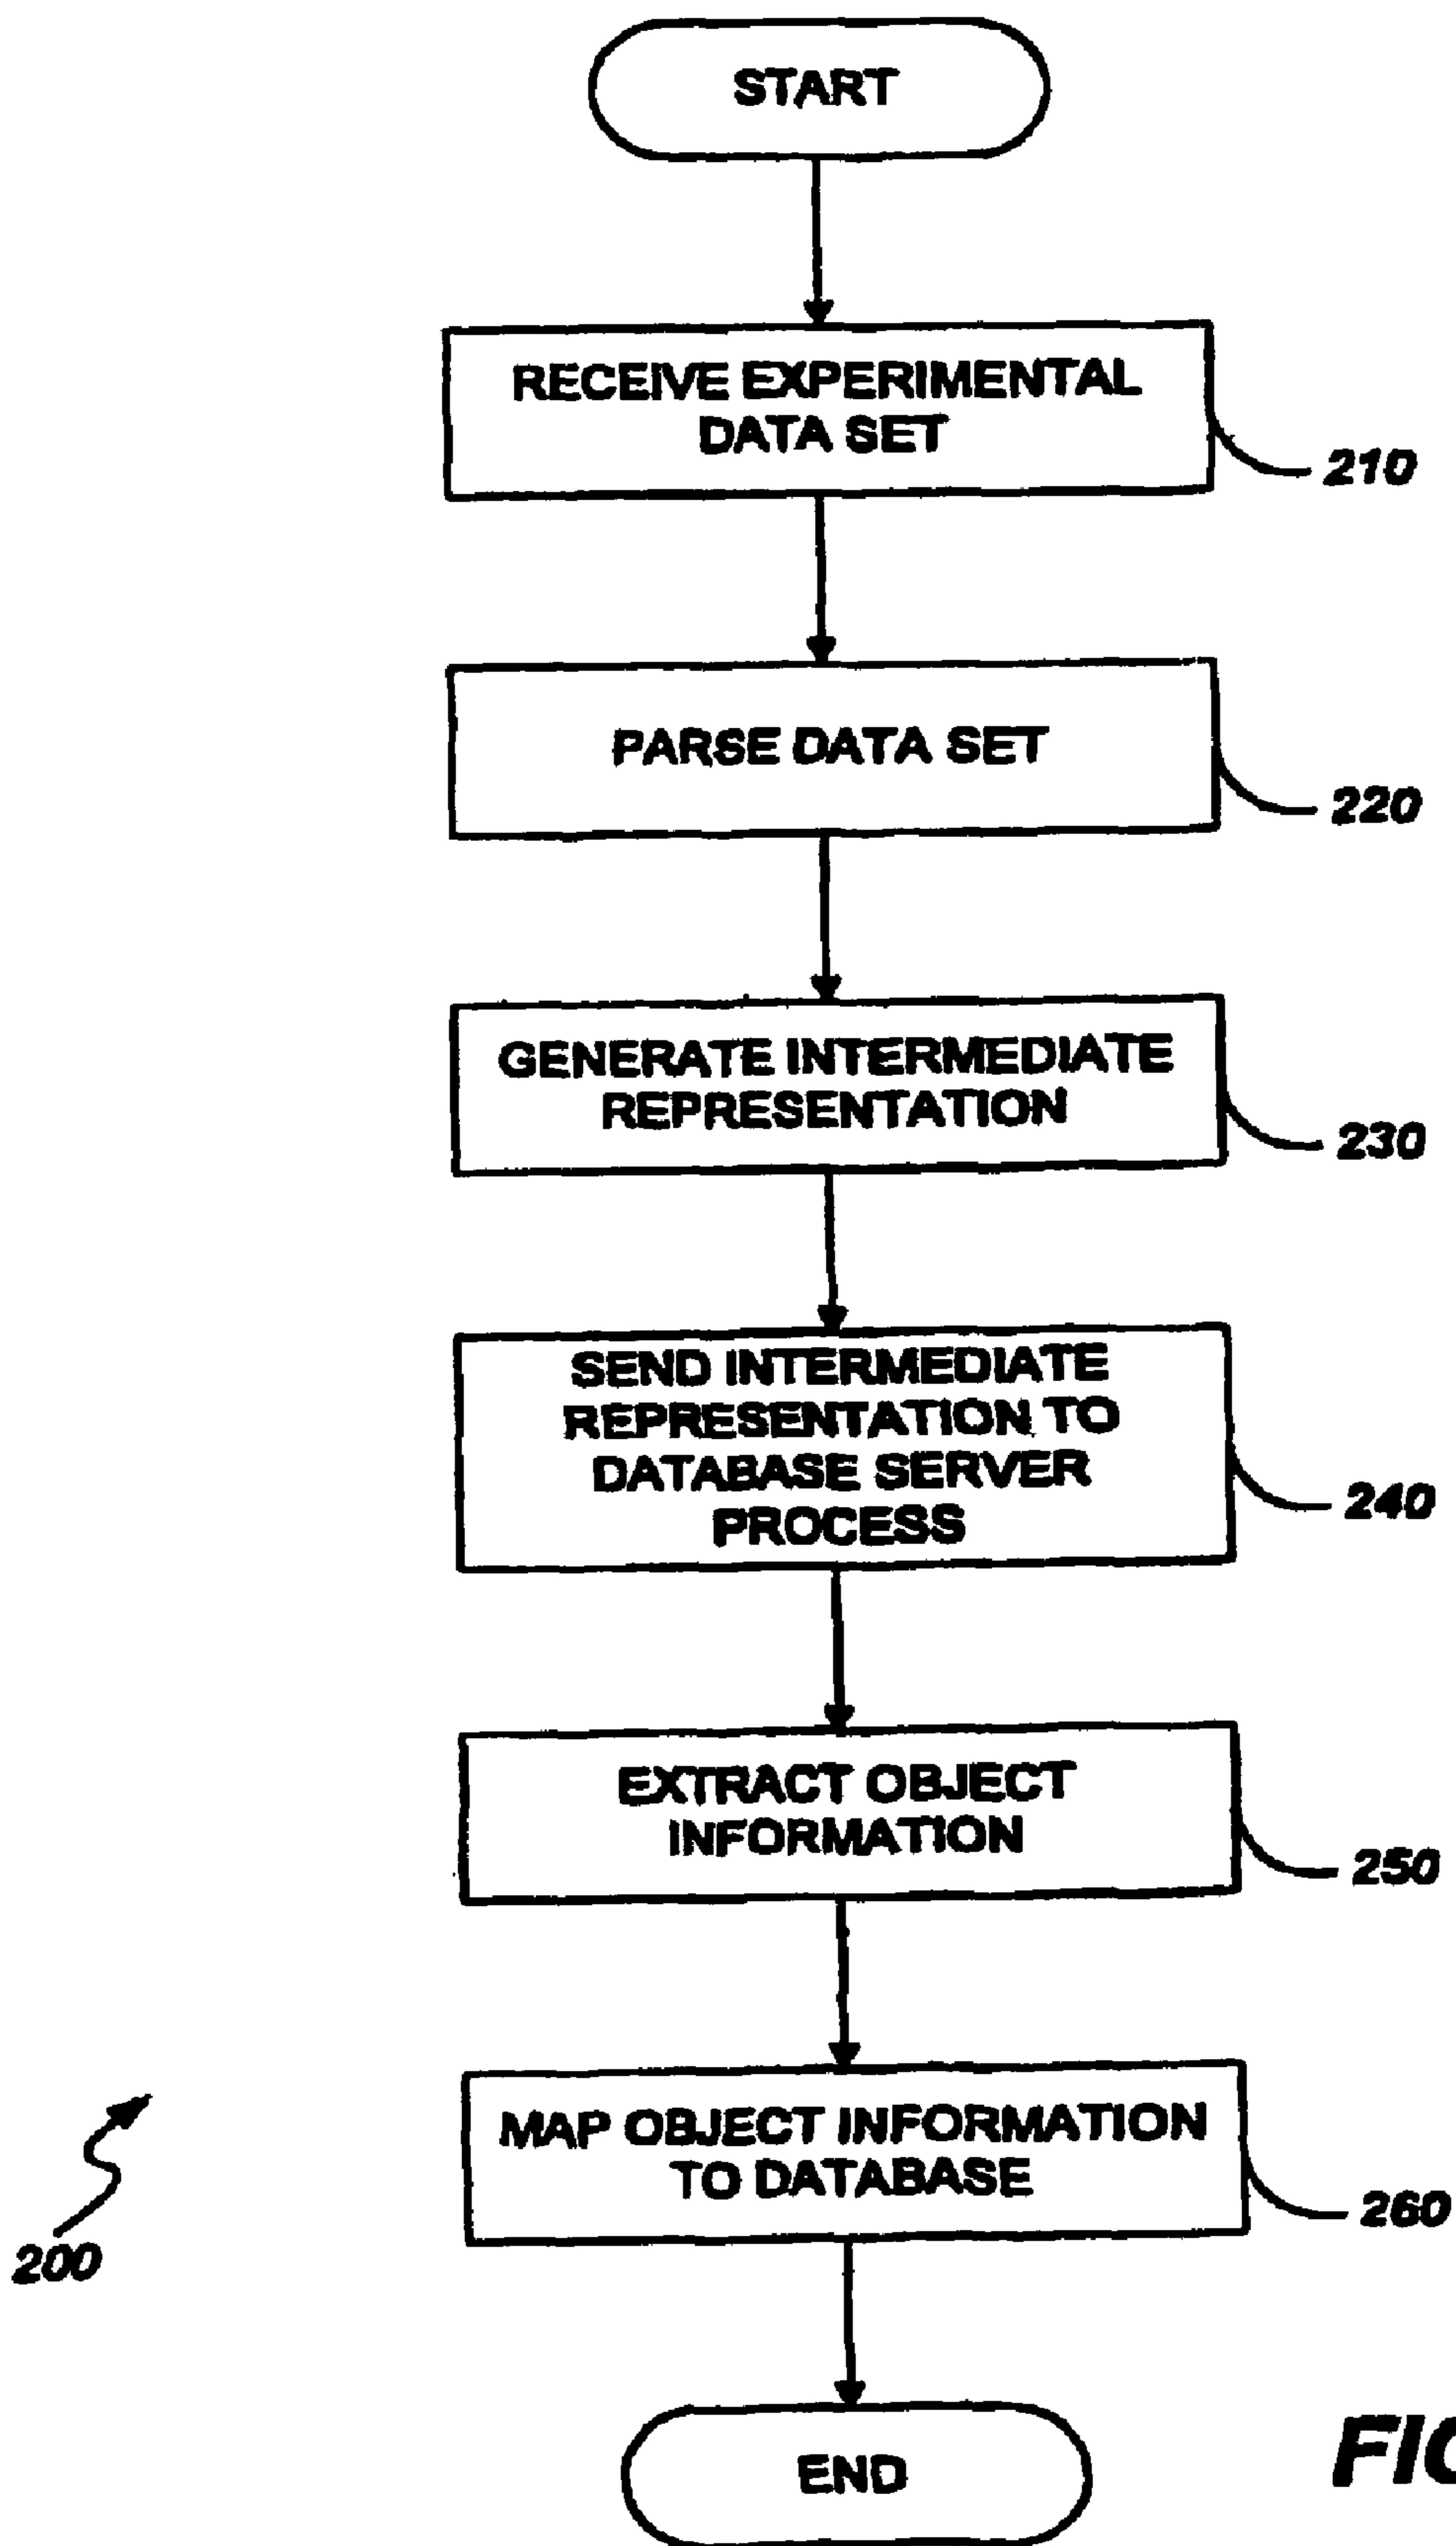 START
RECEIVE EXPERIMENTAL
DATA SET
210
PARSE DATA SET
220
GENERATE INTERMEDIATE
REPRESENTATION
230
SEND INTERMEDIATE
REPRESENTATION TO
DATABASE SERVER
PROCESS
240
EXTRACT OBJECT
INFORMATION
250
MAP OBJECT INFORMATION
TO DATABASE
260
200
END